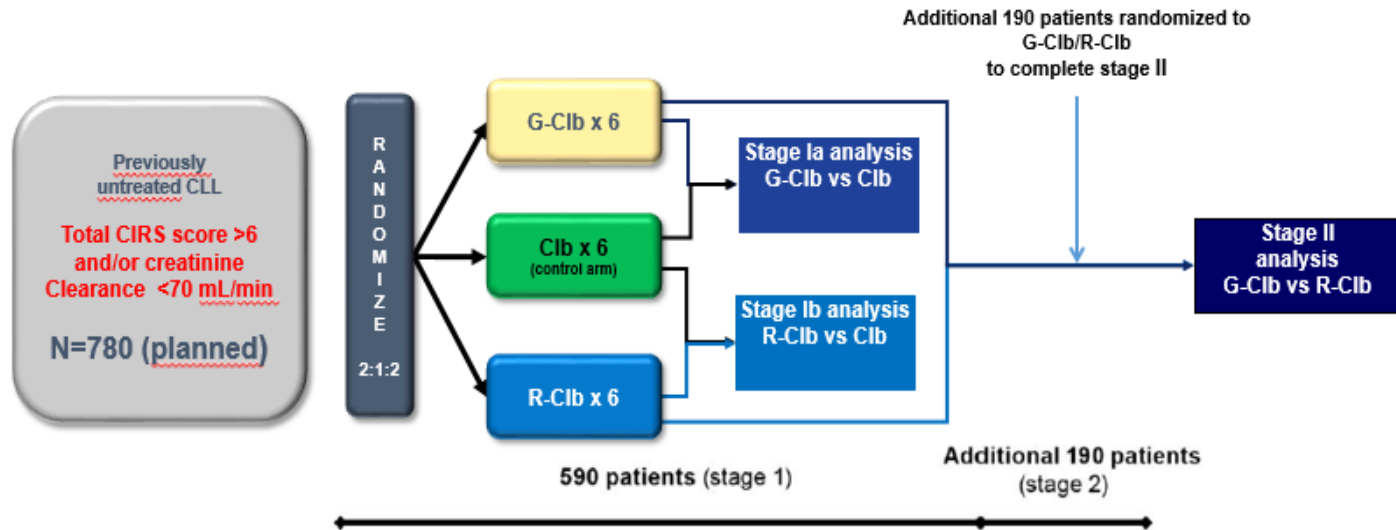 Additional 190 patients randomized to
G-Clb/R-Clb
to complete stage II
Previously
untreated CLL
Total CIRS score >6
and/or creatinine
Clearance <70 mL/min
N=780 (planned)
R
A
N
D
O
M
I
Z
E
2:1:2
G-Clb x 6
Clb x 6
(control arm)
R-Clb x 6
Stage Ia analysis
G-Clb vs Clb
Stage Ib analysis
R-Clb vs Clb
Stage II
analysis
G-Clb vs R-Clb
590 patients (stage 1)
Additional 190 patients
(stage 2)